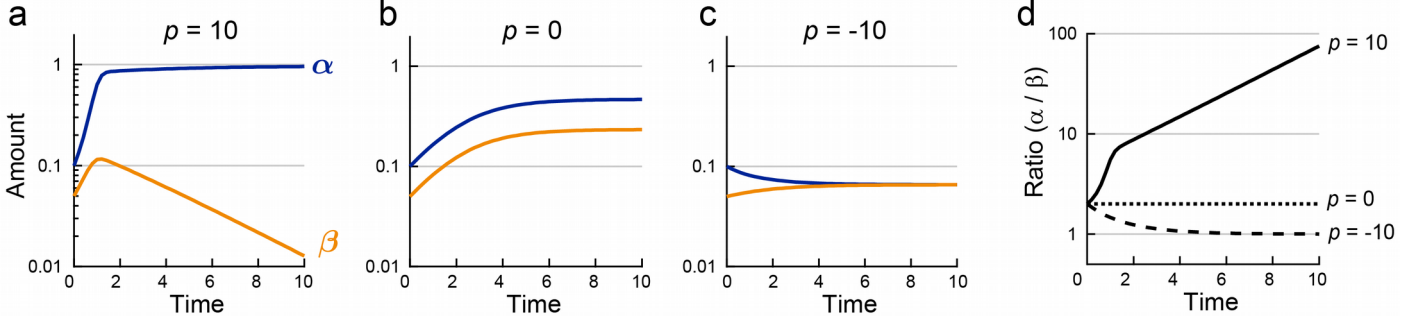 a
p = 10
Amount
1
0.1
0.01
α
β
0 2 4 6 8 10
Time
b
p = 0
1
0.1
0.01
0 2 4 6 8 10
Time
c
p = -10
1
0.1
0.01
0 2 4 6 8 10
Time
d
Ratio (α / β)
100
10
1
p = 10
p = 0
p = -10
0 2 4 6 8 10
Time